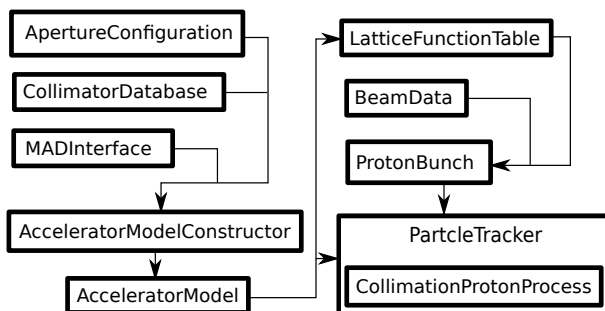 ApertureConfiguration
CollimatorDatabase
MADInterface
AcceleratorModelConstructor
AcceleratorModel
LatticeFunctionTable
BeamData
ProtonBunch
PartcleTracker
CollimationProtonProcess